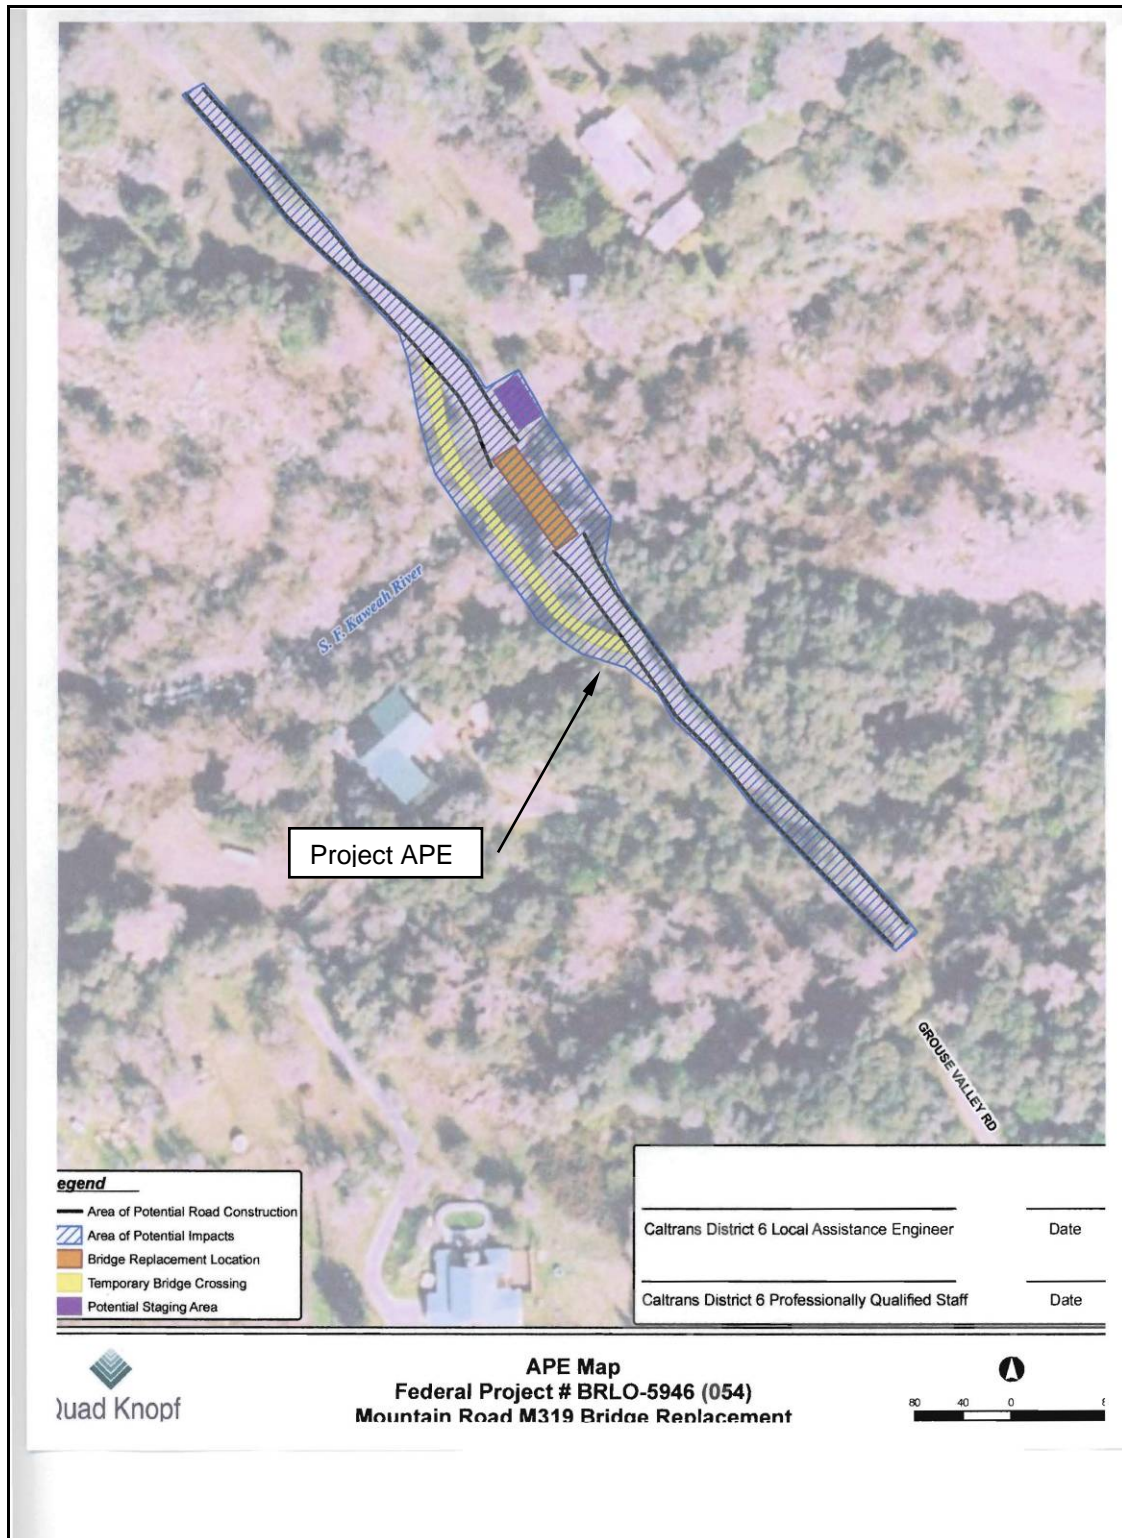 S. F. Kaweah River
Project APE
GROUSE VALLEY RD
egend
Area of Potential Road Construction
Area of Potential Impacts
Bridge Replacement Location
Temporary Bridge Crossing
Potential Staging Area
Caltrans District 6 Local Assistance Engineer Date
Caltrans District 6 Professionally Qualified Staff Date
Quad Knopf
APE Map
Federal Project # BRLO-5946 (054)
Mountain Road M319 Bridge Replacement
80 40 0 8